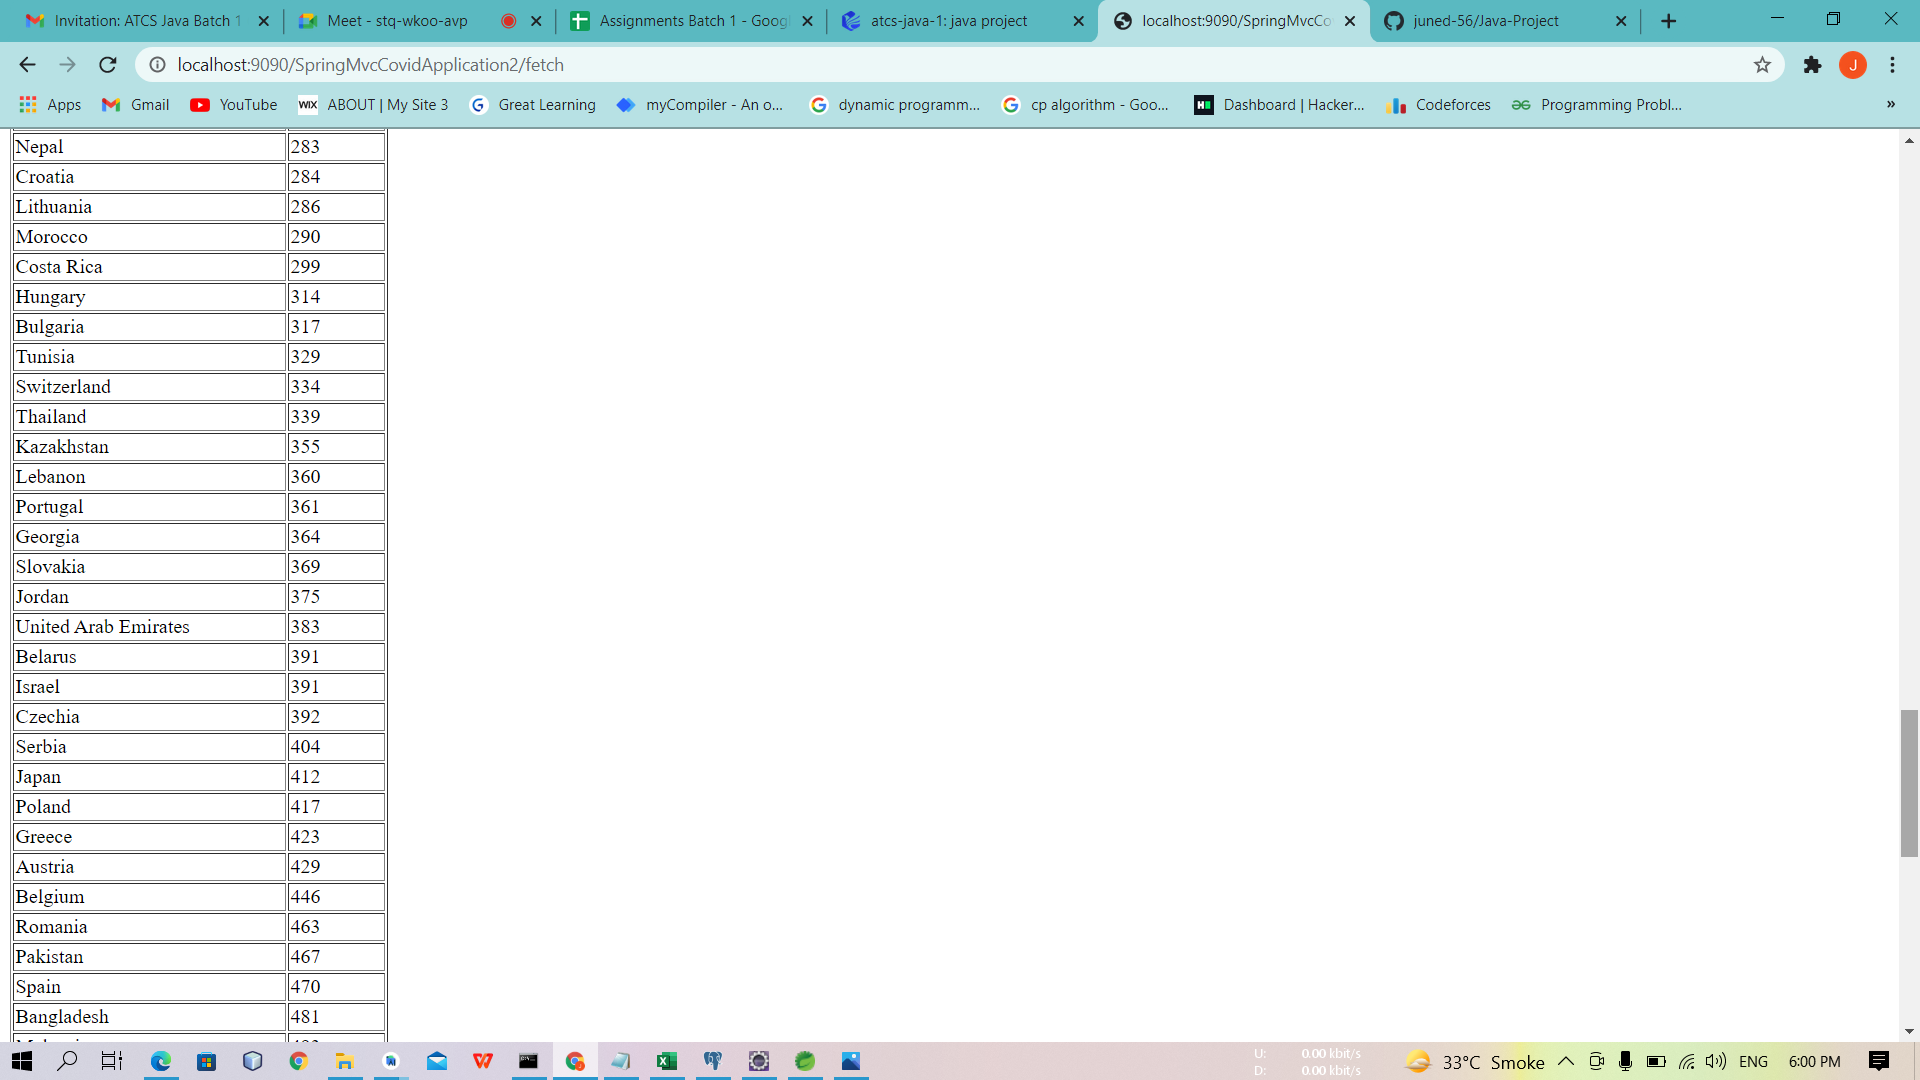 Invitation: ATCS Java Batch 1
Meet - stq-wkoo-avp
Assignments Batch 1 - Goog
atcs-java-1: java project
localhost:9090/SpringMvcCo
juned-56/Java-Project
localhost:9090/SpringMvcCovidApplication2/fetch
J
Apps
Gmail
YouTube
WIX ABOUT | My Site 3
Great Learning
myCompiler - An o...
dynamic programm...
cp algorithm - Goo...
Dashboard | Hacker...
Codeforces
Programming Probl...
»
Nepal 283
Croatia 284
Lithuania 286
Morocco 290
Costa Rica 299
Hungary 314
Bulgaria 317
Tunisia 329
Switzerland 334
Thailand 339
Kazakhstan 355
Lebanon 360
Portugal 361
Georgia 364
Slovakia 369
Jordan 375
United Arab Emirates 383
Belarus 391
Israel 391
Czechia 392
Serbia 404
Japan 412
Poland 417
Greece 423
Austria 429
Belgium 446
Romania 463
Pakistan 467
Spain 470
Bangladesh 481
U: 0.00 kbit/s
D: 0.00 kbit/s
33°C Smoke
ENG
6:00 PM